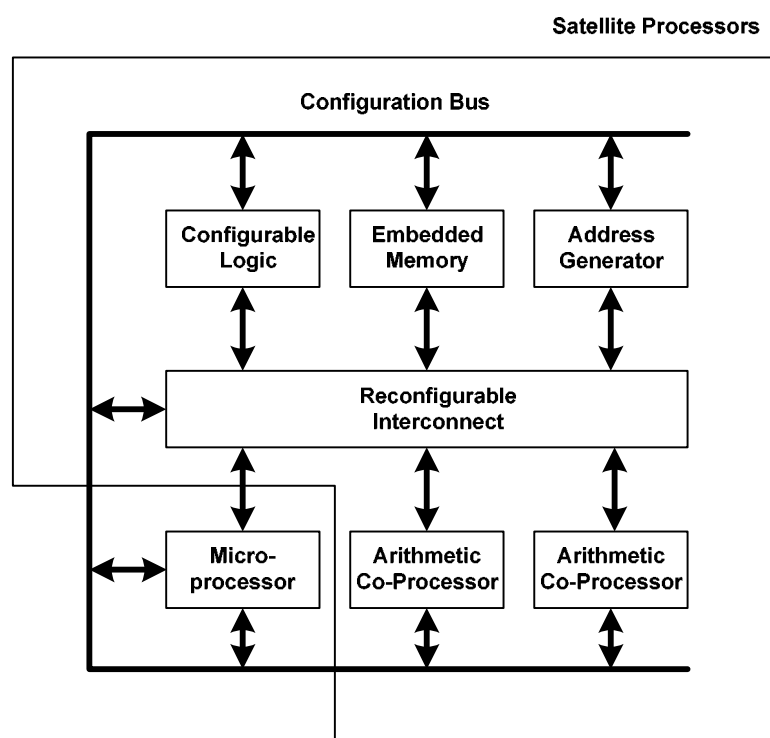 Satellite Processors
Configuration Bus
Configurable
Logic
Embedded
Memory
Address
Generator
Reconfigurable
Interconnect
Micro-
processor
Arithmetic
Co-Processor
Arithmetic
Co-Processor